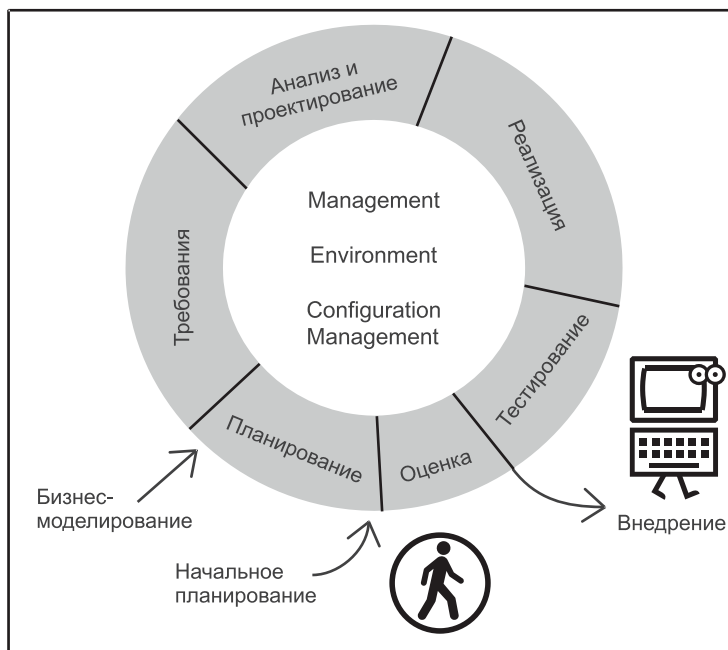 Анализ и
проектирование
Реализация
Требования
Management
Environment
Configuration
Management
Тестирование
Планирование
Оценка
Бизнес-
моделирование
Внедрение
Начальное
планирование